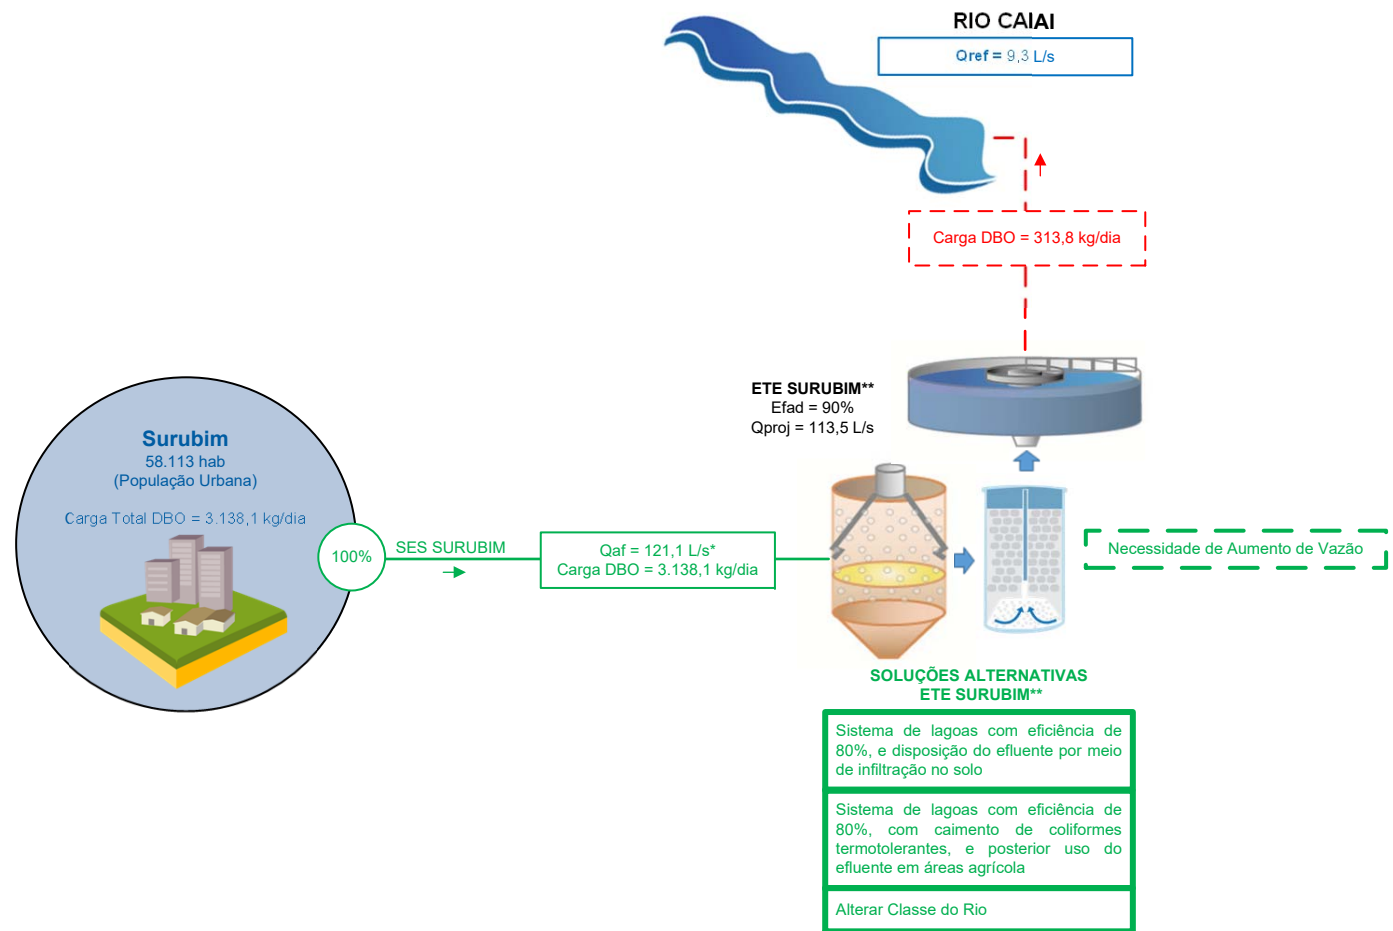 RIO CAIAI
Qref = 9,3 L/s
Carga DBO = 313,8 kg/dia
ETE SURUBIM**
Efad = 90%
Qproj = 113,5 L/s
Surubim
58.113 hab
(População Urbana)
Carga Total DBO = 3.138,1 kg/dia
100%
SES SURUBIM
Qaf = 121,1 L/s*
Carga DBO = 3.138,1 kg/dia
Necessidade de Aumento de Vazão
SOLUÇÕES ALTERNATIVAS
ETE SURUBIM**
Sistema de lagoas com eficiência de
80%, e disposição do efluente por meio
de infiltração no solo
Sistema de lagoas com eficiência de
80%, com caimento de coliformes
termotolerantes, e posterior uso do
efluente em áreas agrícola
Alterar Classe do Rio